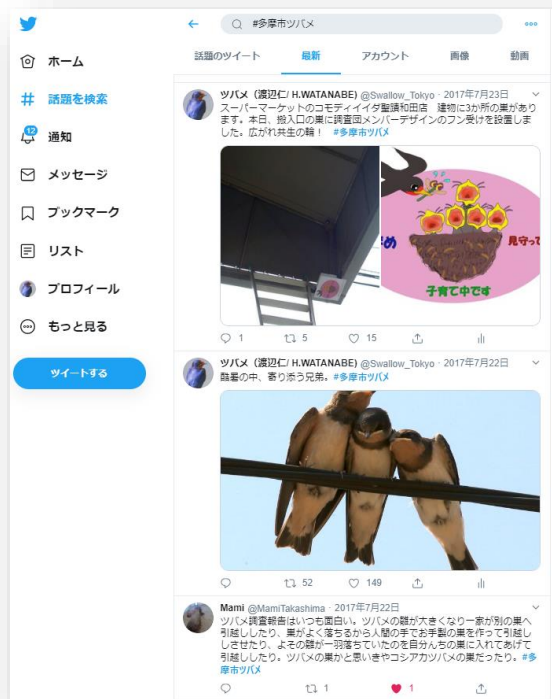 #多摩市ツバメ
話題のツイート 最新 アカウント 画像 動画
ホーム
話題を検索
12
通知
メッセージ
ブックマーク
リスト
プロフィール
もっと見る
ツイートする
ツバメ（渡辺仁/ H.WATANABE) @Swallow_Tokyo · 2017年7月23日
スーパーマーケットのコモディイイダ聖蹟和田店 建物に3か所の巣があり
ます。本日、搬入口の巣に調査団メンバーデザインのフン受けを設置しま
した。広がれ共生の輪！ #多摩市ツバメ
見守って
子育て中です
1 5 15
ツバメ（渡辺仁/ H.WATANABE) @Swallow_Tokyo · 2017年7月22日
酷暑の中、寄り添う兄弟。#多摩市ツバメ
52 149
Mami @MamiTakashima · 2017年7月22日
ツバメ調査報告はいつも面白い。ツバメの雛が大きくなり一家が別の巣へ
引越ししたり、巣がよく落ちるから人間の手でお手製の巣を作って引越し
しさせたり、よその雛が一羽落ちていたのを自分んちの巣に入れてあげて
引越ししたり。ツバメの巣かと思いきやコシアカツバメの巣だったり。#多
摩市ツバメ
1 1